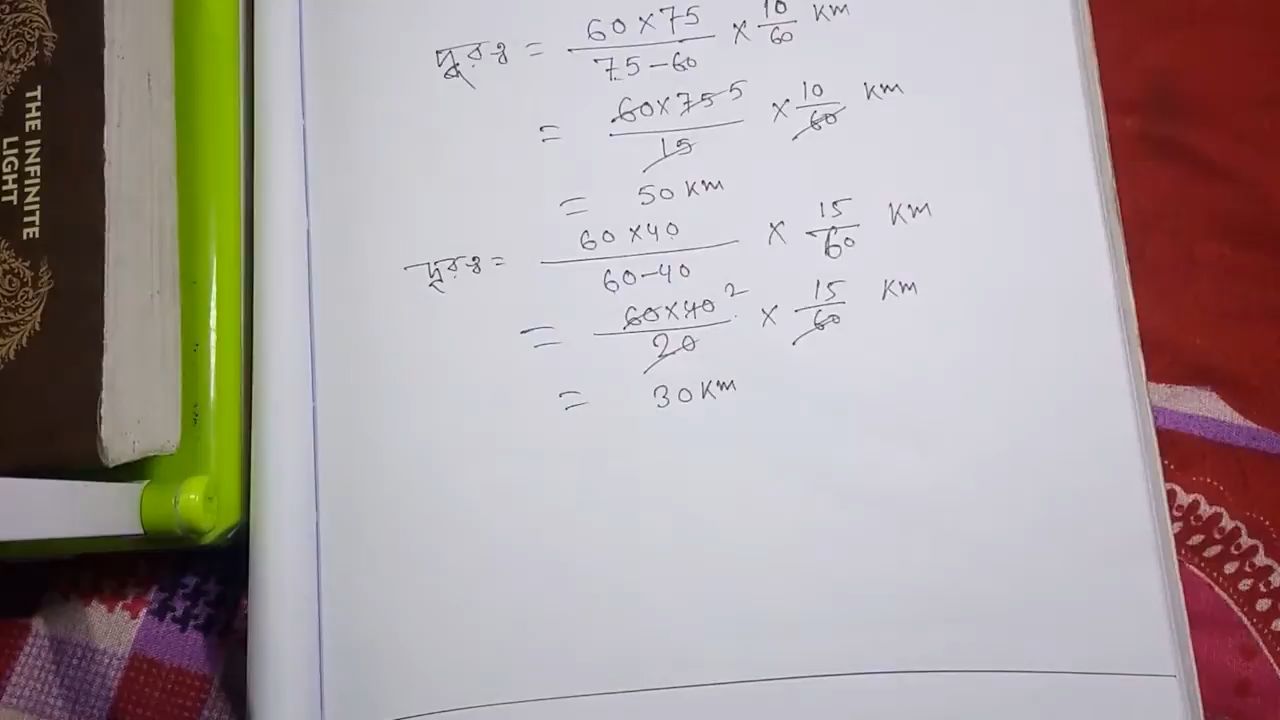 THE INFINITE
LIGHT
দূরত্ব = 60×75 / 75-60 × 10/60 KM
= 60×75 5 / 15 × 10/60 KM
= 50 KM
দূরত্ব = 60×40 / 60-40 × 15/60 KM
= 60×40 2 / 20 × 15/60 KM
= 30 KM